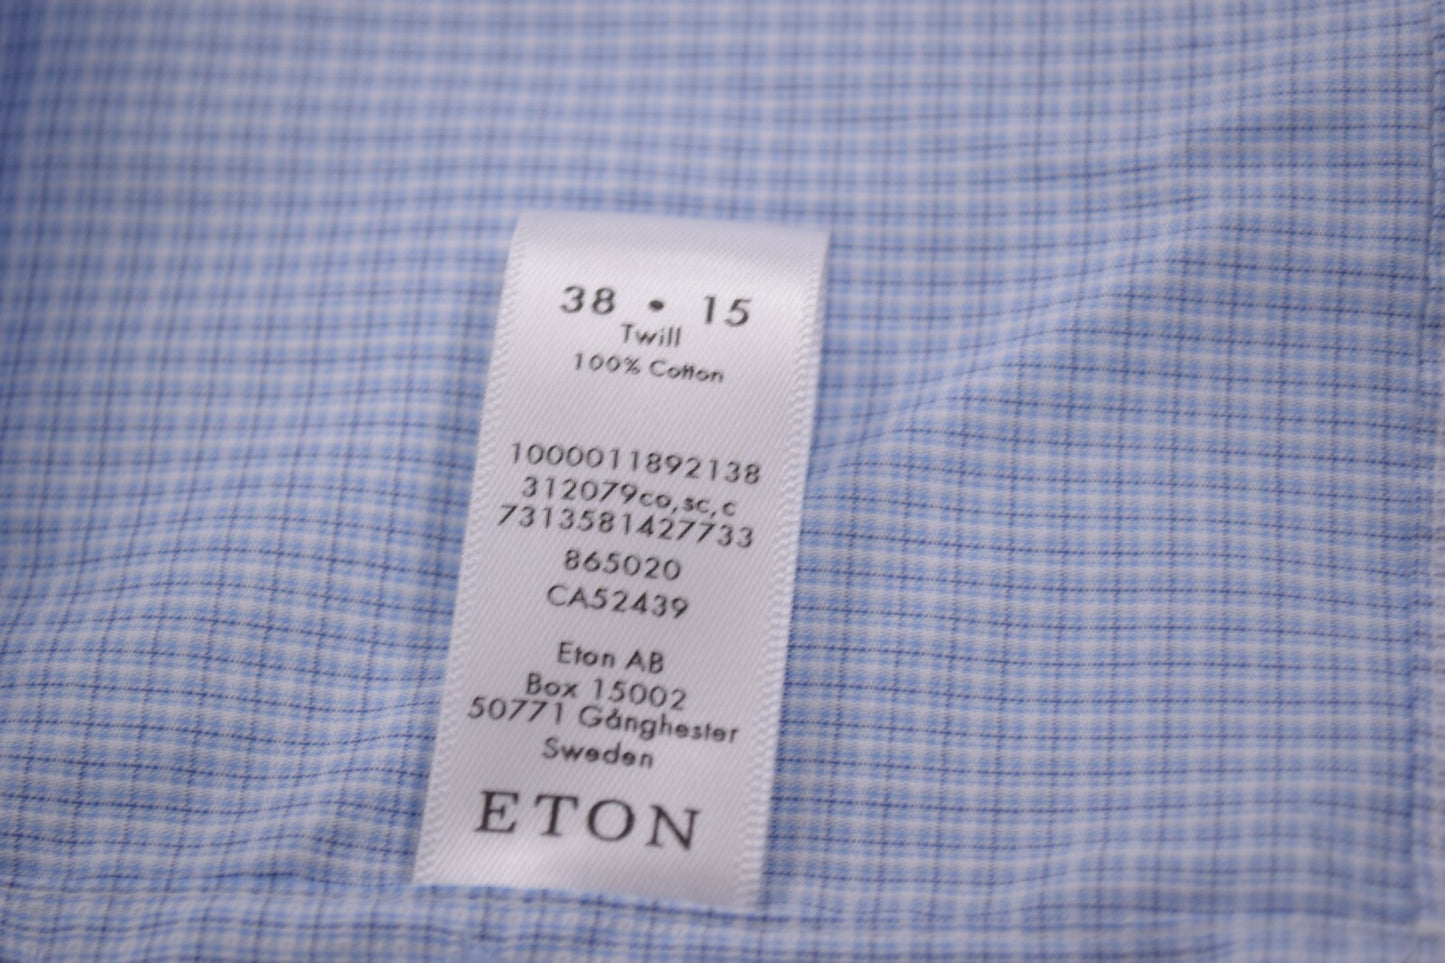 38 • 15
Twill
100% Cotton
1000011892138
312079co,sc,c
7313581427733
865020
CA52439
Eton AB
Box 15002
50771 Gånghester
Sweden
ETON